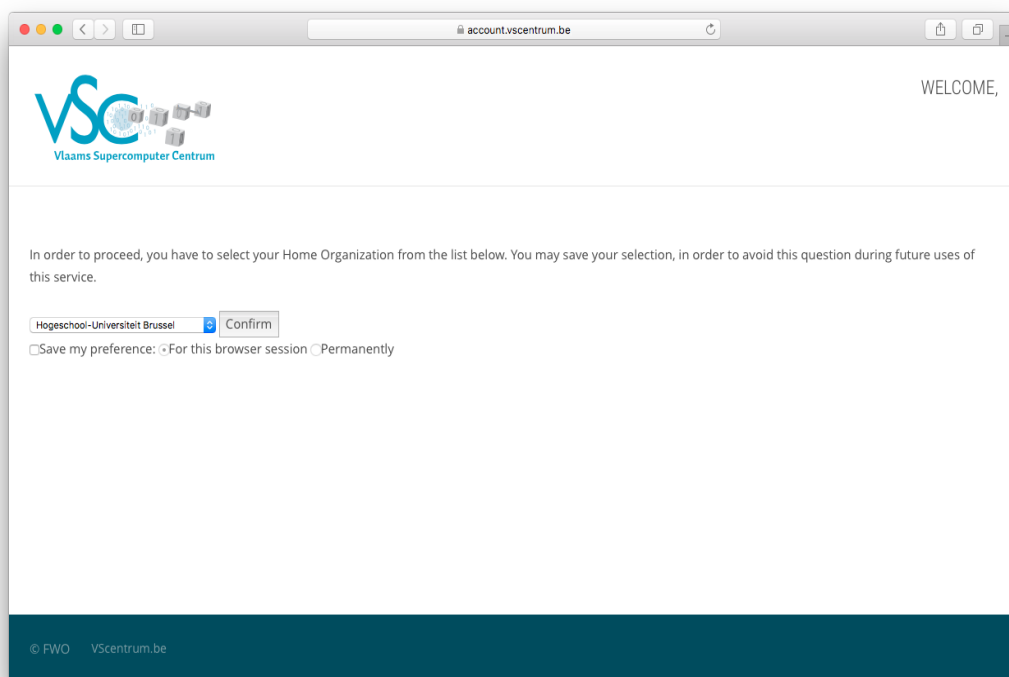 account.vscentrum.be
WELCOME,
VSC
Vlaams Supercomputer Centrum
In order to proceed, you have to select your Home Organization from the list below. You may save your selection, in order to avoid this question during future uses of
this service.
Hogeschool-Universiteit Brussel Confirm
Save my preference: For this browser session Permanently
© FWO VScentrum.be